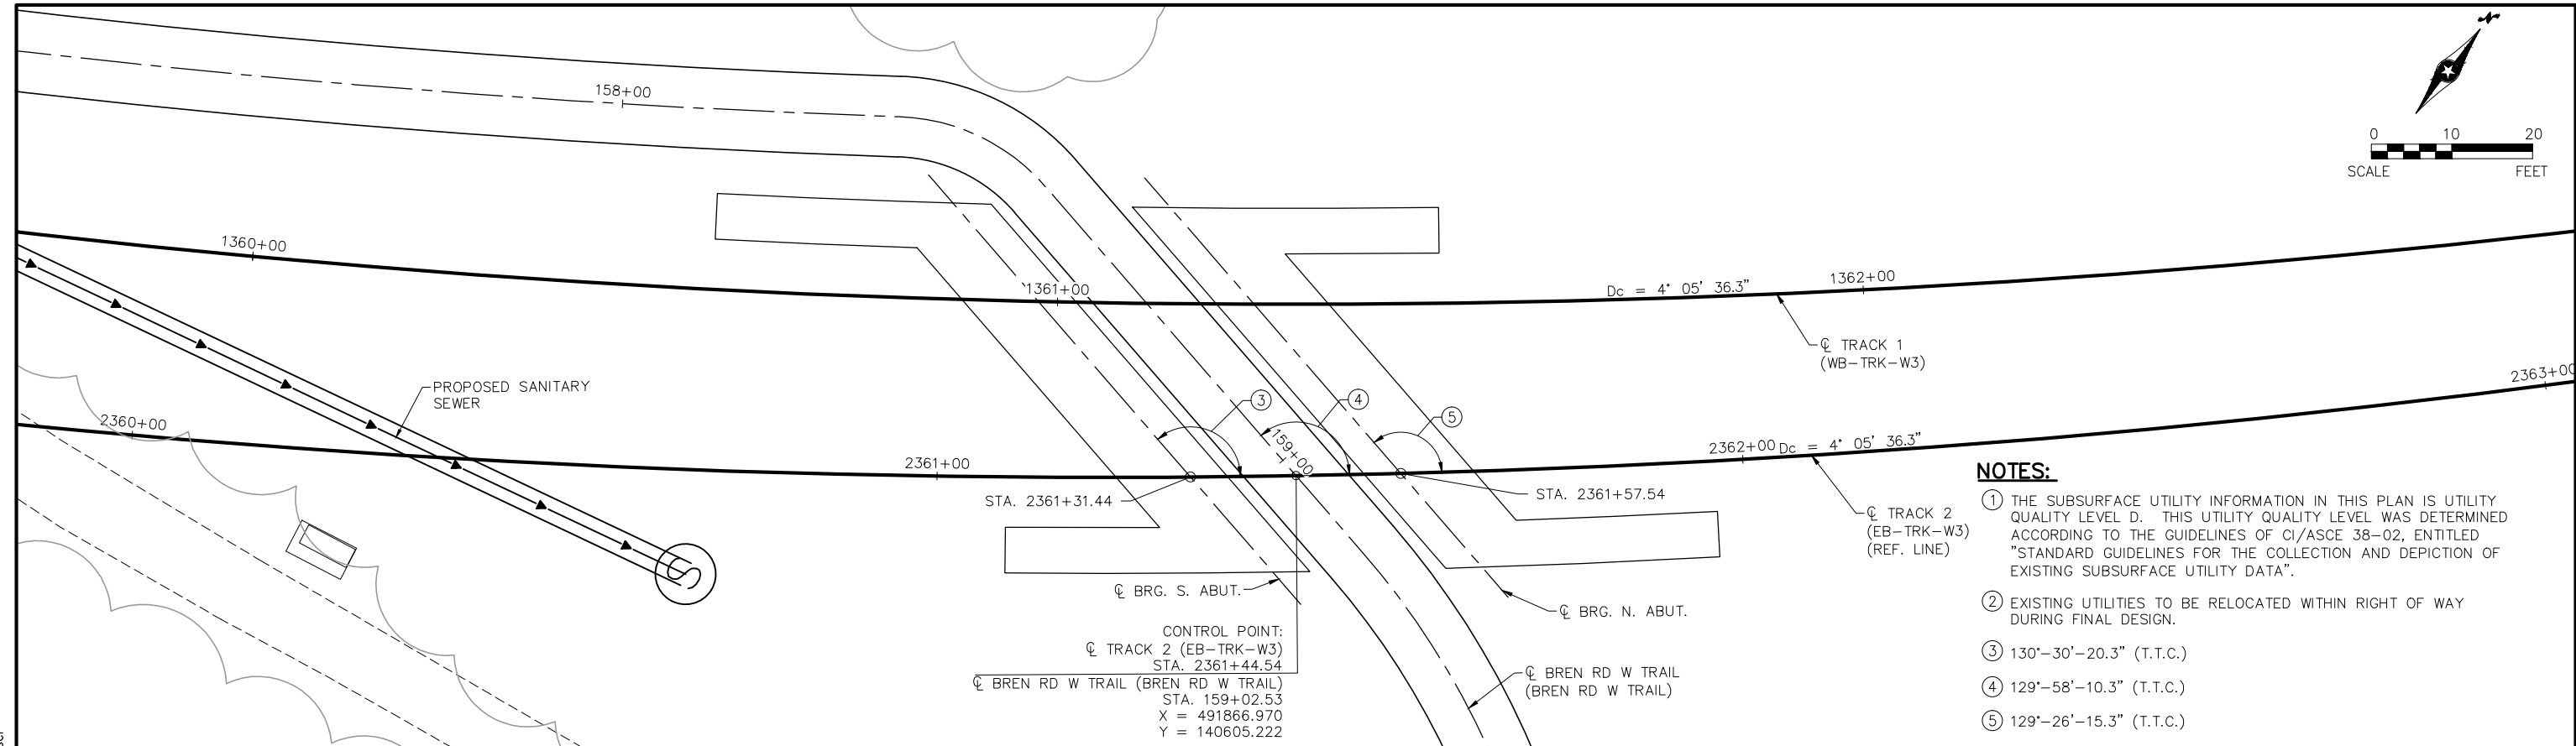 N
158+00
0 10 20
SCALE FEET
1360+00
1361+00
Dc = 4° 05' 36.3"
1362+00
℄ TRACK 1
(WB-TRK-W3)
PROPOSED SANITARY
SEWER
2363+00
2360+00
3
4
5
159+00
2361+00
2362+00
Dc = 4° 05' 36.3"
STA. 2361+31.44
STA. 2361+57.54
℄ TRACK 2
(EB-TRK-W3)
(REF. LINE)
S
℄ BRG. S. ABUT.
℄ BRG. N. ABUT.
CONTROL POINT:
℄ TRACK 2 (EB-TRK-W3)
STA. 2361+44.54
℄ BREN RD W TRAIL (BREN RD W TRAIL)
STA. 159+02.53
X = 491866.970
Y = 140605.222
℄ BREN RD W TRAIL
(BREN RD W TRAIL)
NOTES:
1 THE SUBSURFACE UTILITY INFORMATION IN THIS PLAN IS UTILITY
QUALITY LEVEL D. THIS UTILITY QUALITY LEVEL WAS DETERMINED
ACCORDING TO THE GUIDELINES OF CI/ASCE 38-02, ENTITLED
"STANDARD GUIDELINES FOR THE COLLECTION AND DEPICTION OF
EXISTING SUBSURFACE UTILITY DATA".
2 EXISTING UTILITIES TO BE RELOCATED WITHIN RIGHT OF WAY
DURING FINAL DESIGN.
3 130°-30'-20.3" (T.T.C.)
4 129°-58'-10.3" (T.T.C.)
5 129°-26'-15.3" (T.T.C.)